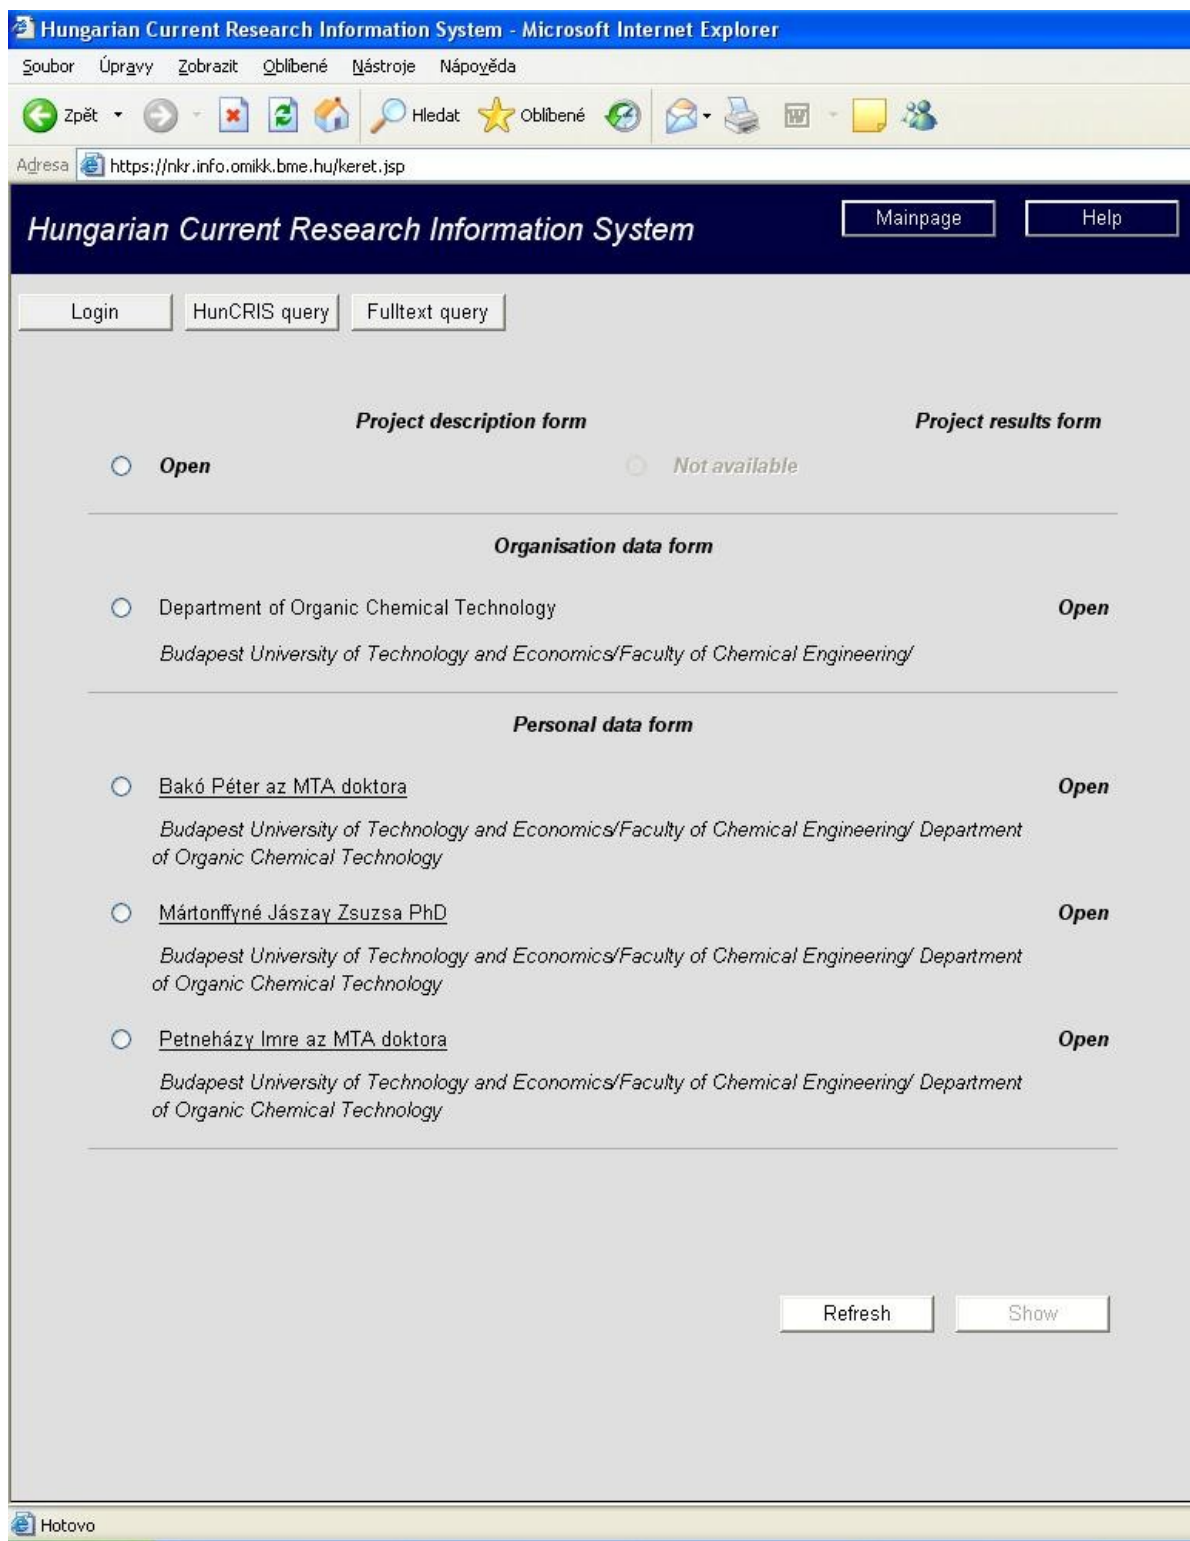 Hungarian Current Research Information System - Microsoft Internet Explorer
Soubor Úpravy Zobrazit Oblíbené Nástroje Nápověda
Zpět Hledat Oblíbené
Adresa https://nkr.info.omikk.bme.hu/keret.jsp
Hungarian Current Research Information System Mainpage Help
Login HunCRIS query Fulltext query
Project description form Project results form
Open Not available
Organisation data form
Department of Organic Chemical Technology Open
Budapest University of Technology and Economics/Faculty of Chemical Engineering/
Personal data form
Bakó Péter az MTA doktora Open
Budapest University of Technology and Economics/Faculty of Chemical Engineering/ Department
of Organic Chemical Technology
Mártonffyné Jászay Zsuzsa PhD Open
Budapest University of Technology and Economics/Faculty of Chemical Engineering/ Department
of Organic Chemical Technology
Petneházy Imre az MTA doktora Open
Budapest University of Technology and Economics/Faculty of Chemical Engineering/ Department
of Organic Chemical Technology
Refresh Show
Hotovo